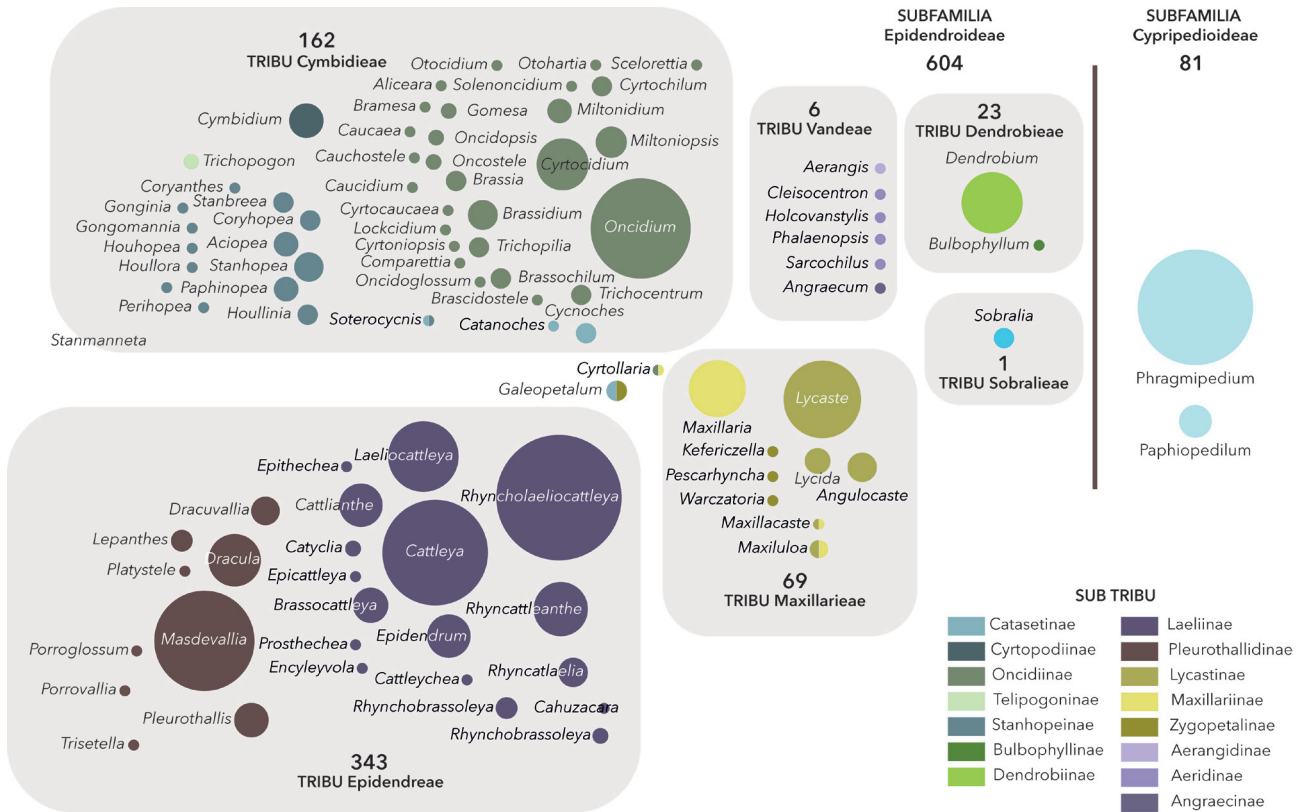 162
TRIBU Cymbidieae
Otocidium
Otohartia
Scelorettia
Aliceara
Solenoncidium
Cyrtochilum
Bramesa
Gomesa
Miltonidium
Cymbidium
Caucaea
Oncidopsis
Miltoniopsis
Trichopogon
Cauchostele
Oncostele
Cyrtocidium
Coryanthes
Caucidium
Brassia
Gonginia
Stanbreea
Cyrtocaucaea
Brassidium
Oncidium
Gongomannia
Coryhopea
Lockcidium
Houhopea
Aciopea
Cyrtoniopsis
Trichopilia
Houllora
Stanhopea
Comparettia
Paphinopea
Oncidoglossum
Brassochilum
Perihopea
Houllinia
Brascidostele
Trichocentrum
Soterocycnis
Catanoches
Cycnoches
Stanmanneta
SUBFAMILIA
Epidendroideae
604
SUBFAMILIA
Cypripedioideae
81
6
TRIBU Vandeae
Aerangis
Cleisocentron
Holcovanstylis
Phalaenopsis
Sarcochilus
Angraecum
23
TRIBU Dendrobieae
Dendrobium
Bulbophyllum
Sobralia
1
TRIBU Sobralieae
Phragmipedium
Paphiopedilum
Cyrtollaria
Galeopetalum
Maxillaria
Lycaste
Kefericzella
Pescarhyncha
Lycida
Angulocaste
Warczatoria
Maxillacaste
Maxiluloa
69
TRIBU Maxillarieae
Epithechea
Laeliocattleya
Rhyncholaeliocattleya
Dracuvallia
Cattlianthe
Lepanthes
Dracula
Catyclia
Cattleya
Platystele
Epicattleya
Masdevallia
Brassocattleya
Rhyncattleanthe
Porroglossum
Prosthechea
Epidendrum
Porrovallia
Encyleyvola
Cattleychea
Rhyncatlaelia
Pleurothallis
Rhynchobrassoleya
Cahuzacara
Trisetella
Rhynchobrassoleya
343
TRIBU Epidendreae
SUB TRIBU
Catasetinae
Cyrtopodiinae
Oncidiinae
Telipogoninae
Stanhopeinae
Bulbophyllinae
Dendrobiinae
Laeliinae
Pleurothallidinae
Lycastinae
Maxillariinae
Zygopetalinae
Aerangidinae
Aeridinae
Angraecinae